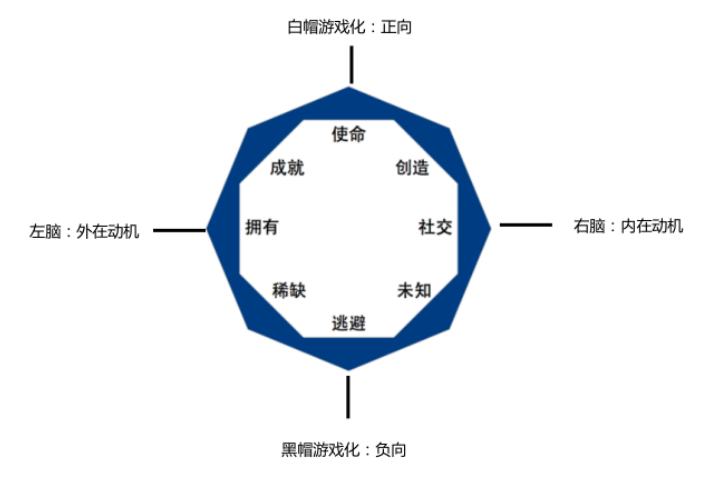 白帽游戏化：正向
使命
成就
创造
左脑：外在动机
拥有
社交
右脑：内在动机
稀缺
未知
逃避
黑帽游戏化：负向